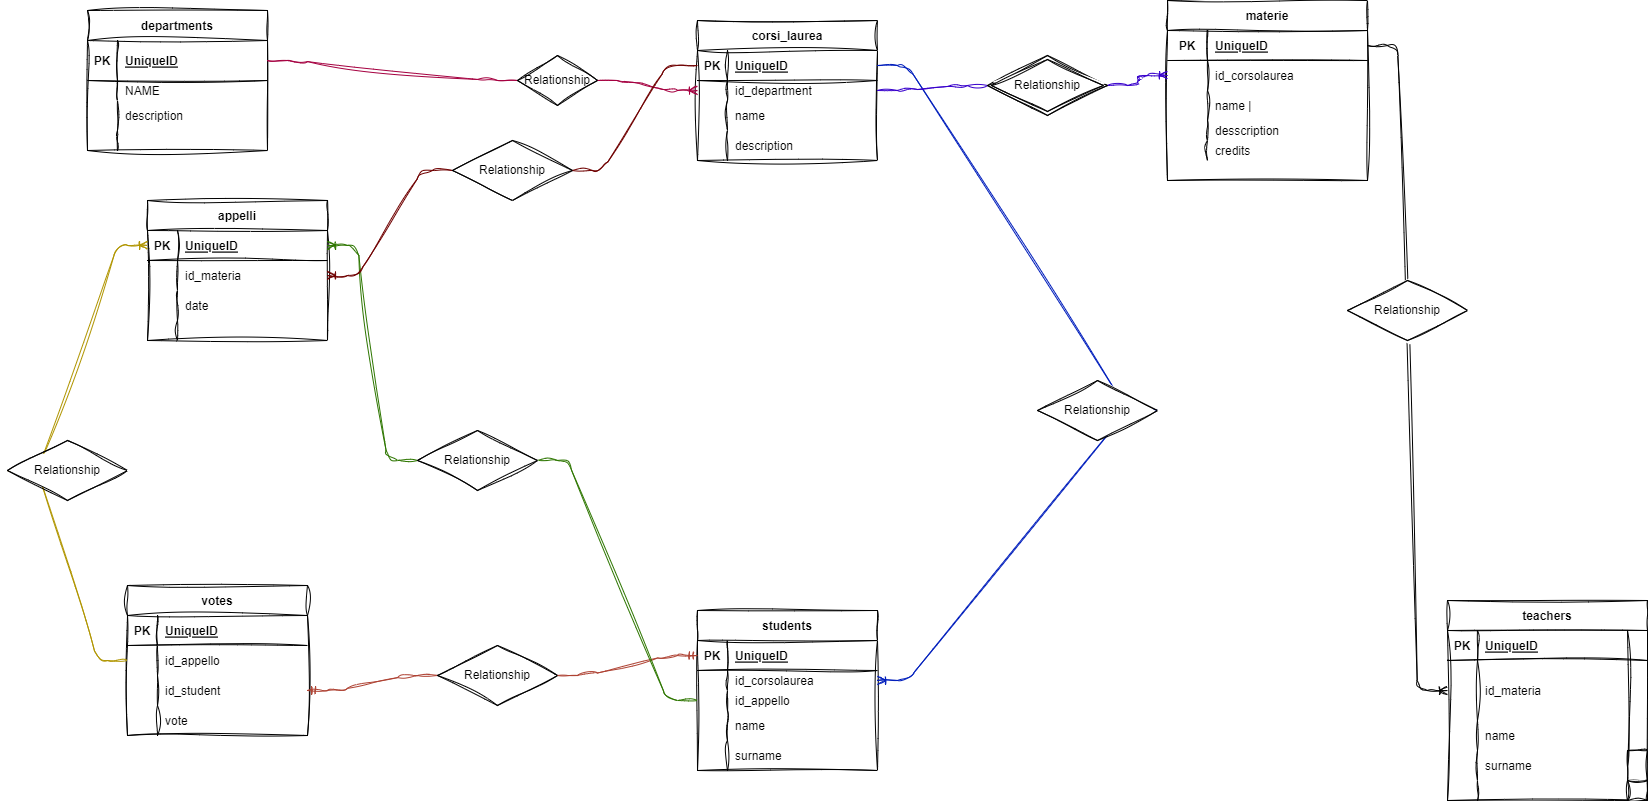 departments
PK UniqueID
NAME
description
Relationship
corsi_laurea
PK UniqueID
id_department
name
description
Relationship
materie
PK UniqueID
id_corsolaurea
name |
desscription
credits
Relationship
appelli
PK UniqueID
id_materia
date
Relationship
Relationship
Relationship
Relationship
votes
PK UniqueID
id_appello
id_student
vote
Relationship
students
PK UniqueID
id_corsolaurea
id_appello
name
surname
teachers
PK UniqueID
id_materia
name
surname